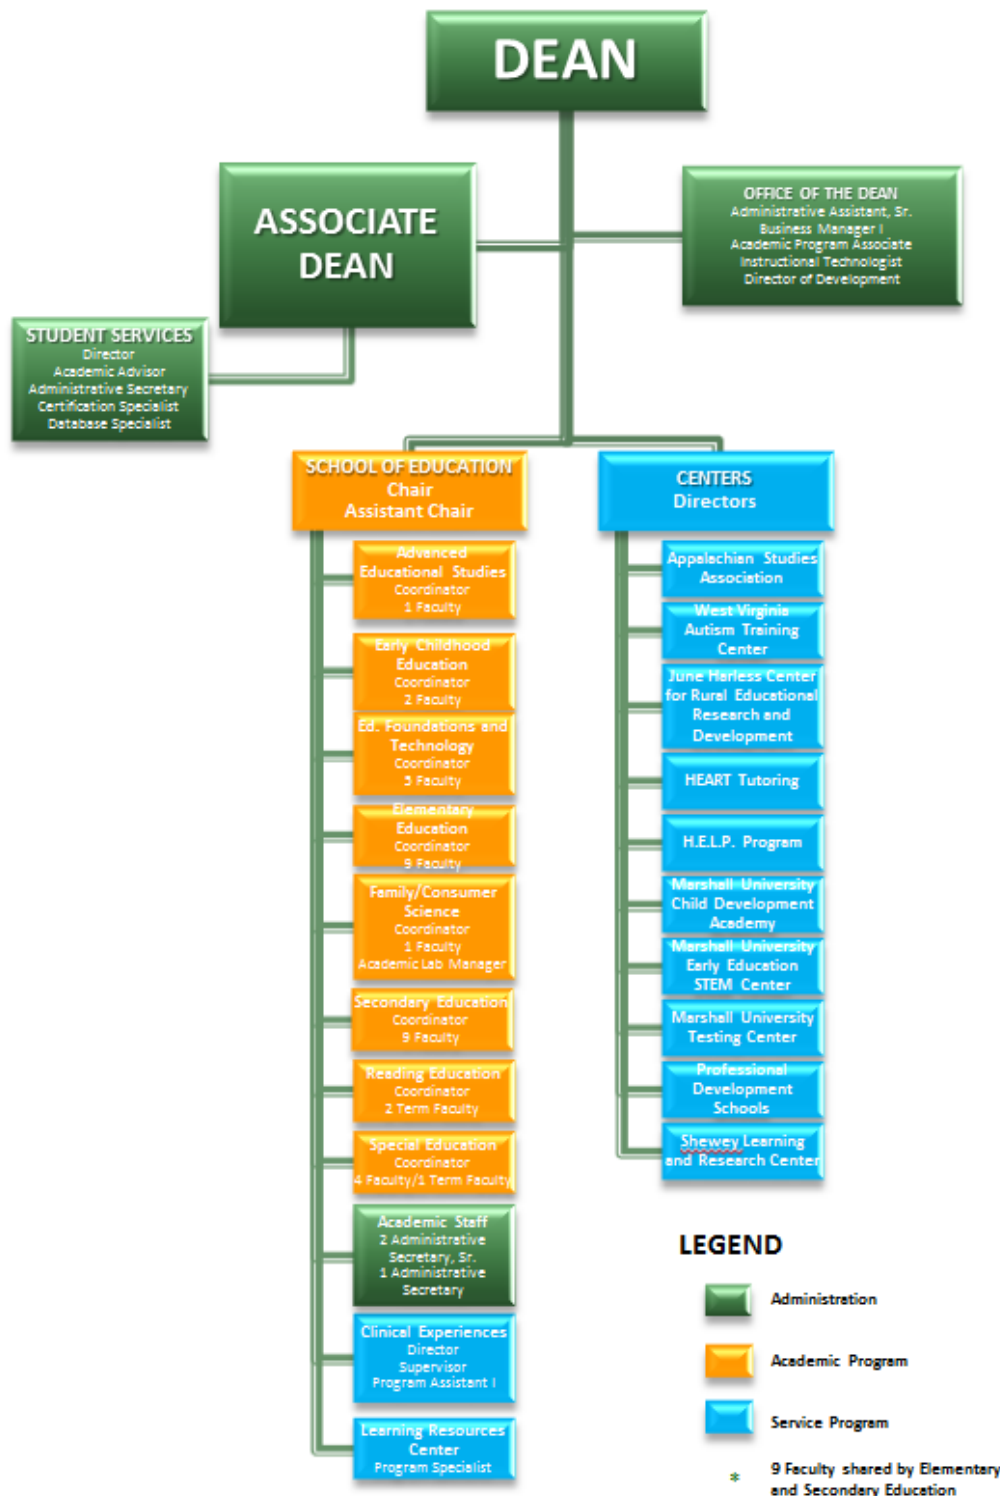 DEAN
ASSOCIATE
DEAN
OFFICE OF THE DEAN
Administrative Assistant, Sr.
Business Manager I
Academic Program Associate
Instructional Technologist
Director of Development
STUDENT SERVICES
Director
Academic Advisor
Administrative Secretary
Certification Specialist
Database Specialist
SCHOOL OF EDUCATION
Chair
Assistant Chair
Advanced
Educational Studies
Coordinator
1 Faculty
Early Childhood
Education
Coordinator
2 Faculty
Ed. Foundations and
Technology
Coordinator
3 Faculty
Elementary
Education
Coordinator
9 Faculty
Family/Consumer
Science
Coordinator
1 Faculty
Academic Lab Manager
Secondary Education
Coordinator
9 Faculty
Reading Education
Coordinator
2 Term Faculty
Special Education
Coordinator
4 Faculty/1 Term Faculty
Academic Staff
2 Administrative
Secretary, Sr.
1 Administrative
Secretary
Clinical Experiences
Director
Supervisor
Program Assistant I
Learning Resources
Center
Program Specialist
CENTERS
Directors
Appalachian Studies
Association
West Virginia
Autism Training
Center
June Harless Center
for Rural Educational
Research and
Development
HEART Tutoring
H.E.L.P. Program
Marshall University
Child Development
Academy
Marshall University
Early Education
STEM Center
Marshall University
Testing Center
Professional
Development
Schools
Shewey Learning
and Research Center
LEGEND
Administration
Academic Program
Service Program
* 9 Faculty shared by Elementary
and Secondary Education